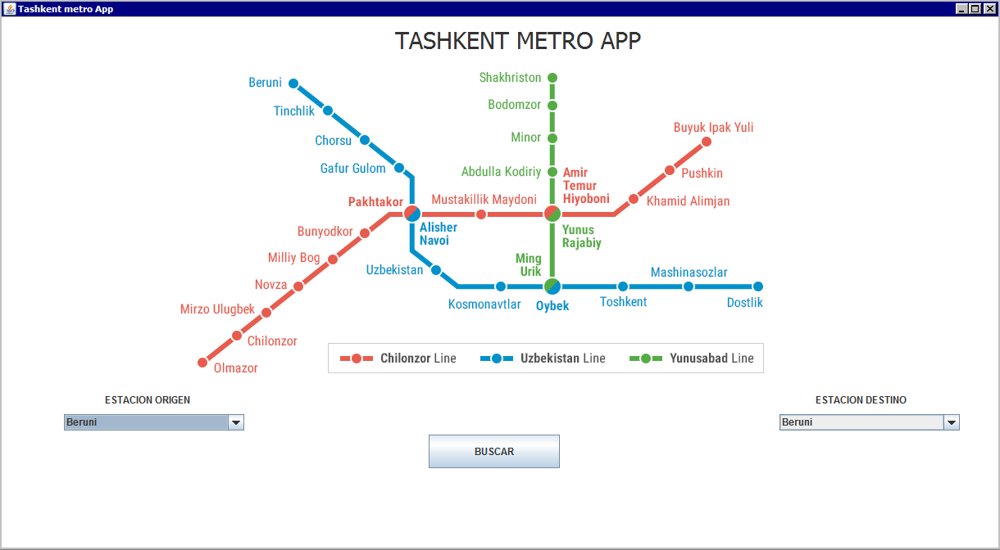 Tashkent metro App
TASHKENT METRO APP
Shakhriston
Beruni
Bodomzor
Tinchlik
Buyuk Ipak Yuli
Minor
Chorsu
Gafur Gulom
Abdulla Kodiriy
Amir
Temur
Hiyoboni
Pushkin
Pakhtakor
Mustakillik Maydoni
Khamid Alimjan
Bunyodkor
Alisher
Navoi
Yunus
Rajabiy
Milliy Bog
Ming
Urik
Uzbekistan
Mashinasozlar
Novza
Kosmonavtlar
Oybek
Toshkent
Dostlik
Mirzo Ulugbek
Chilonzor
Olmazor
Chilonzor Line
Uzbekistan Line
Yunusabad Line
ESTACION ORIGEN
ESTACION DESTINO
Beruni
Beruni
BUSCAR